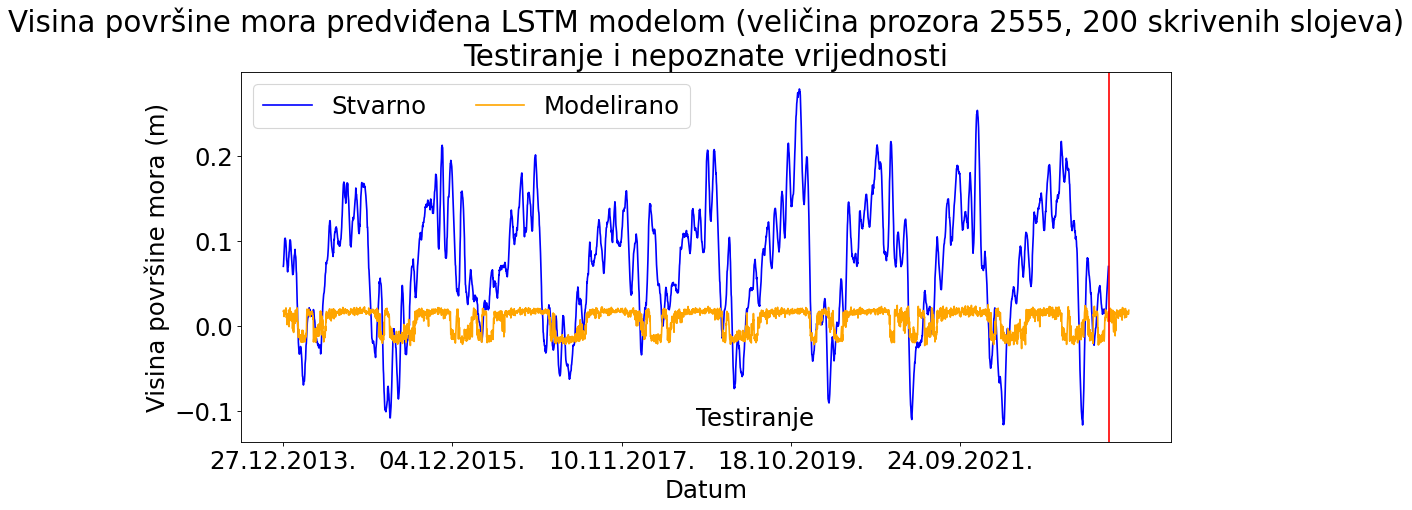 Visina površine mora predviđena LSTM modelom (veličina prozora 2555, 200 skrivenih slojeva)
Testiranje i nepoznate vrijednosti
Stvarno
Modelirano
Visina površine mora (m)
0.2
0.1
0.0
−0.1
Testiranje
27.12.2013.
04.12.2015.
10.11.2017.
18.10.2019.
24.09.2021.
Datum